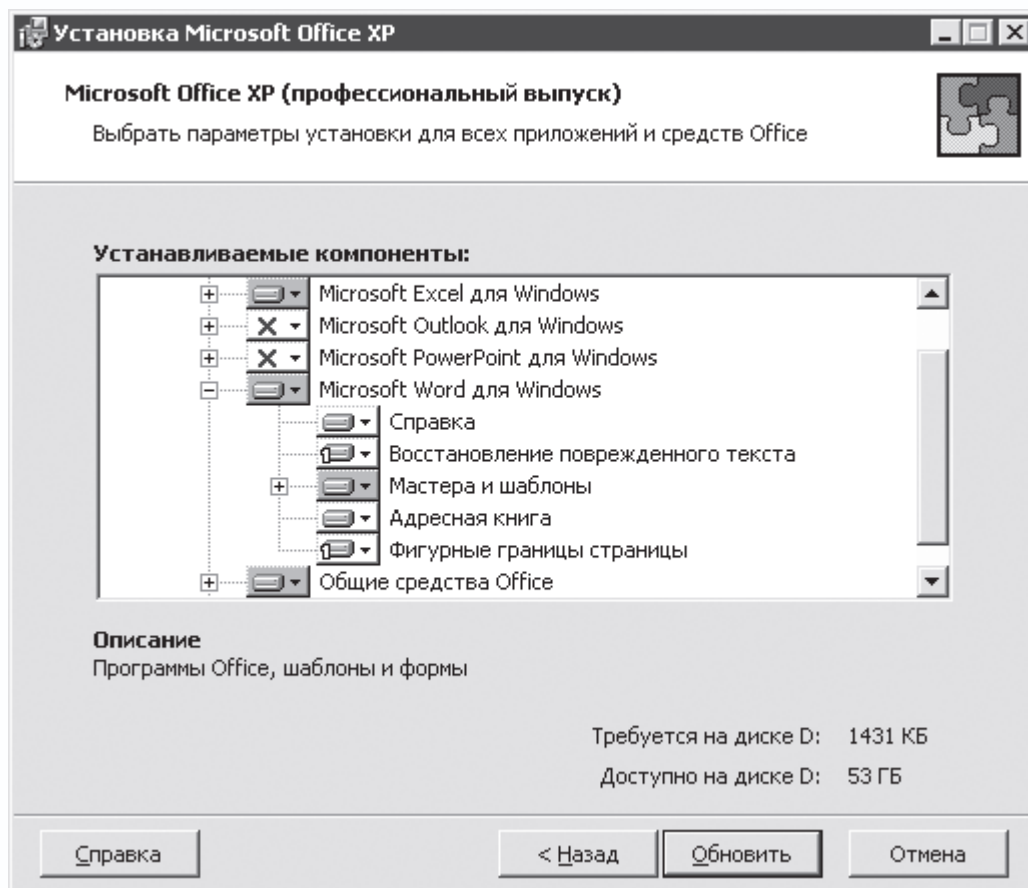 Установка Microsoft Office XP
Microsoft Office XP (профессиональный выпуск)
Выбрать параметры установки для всех приложений и средств Office
Устанавливаемые компоненты:
Microsoft Excel для Windows
Microsoft Outlook для Windows
Microsoft PowerPoint для Windows
Microsoft Word для Windows
Справка
Восстановление поврежденного текста
Мастера и шаблоны
Адресная книга
Фигурные границы страницы
Общие средства Office
Описание
Программы Office, шаблоны и формы
Требуется на диске D: 1431 КБ
Доступно на диске D: 53 ГБ
Справка < Назад Обновить Отмена